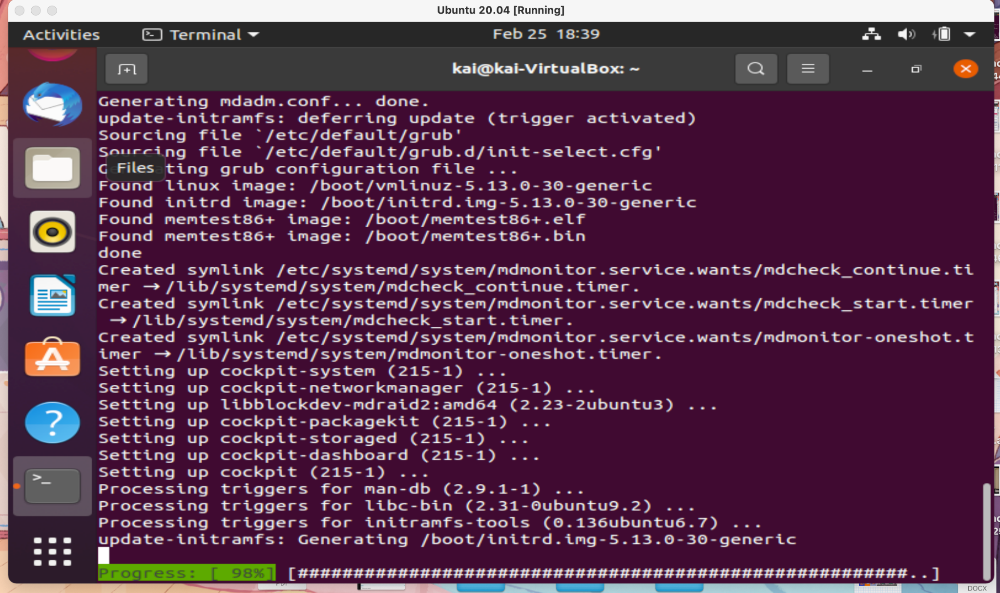 Ubuntu 20.04 [Running]
Activities
Terminal
Feb 25 18:39
kai@kai-VirtualBox: ~
Generating mdadm.conf... done.
update-initramfs: deferring update (trigger activated)
Sourcing file `/etc/default/grub'
Sourcing file `/etc/default/grub.d/init-select.cfg'
Files
ting grub configuration file ...
Found linux image: /boot/vmlinuz-5.13.0-30-generic
Found initrd image: /boot/initrd.img-5.13.0-30-generic
Found memtest86+ image: /boot/memtest86+.elf
Found memtest86+ image: /boot/memtest86+.bin
done
Created symlink /etc/systemd/system/mdmonitor.service.wants/mdcheck_continue.ti
mer → /lib/systemd/system/mdcheck_continue.timer.
Created symlink /etc/systemd/system/mdmonitor.service.wants/mdcheck_start.timer
→ /lib/systemd/system/mdcheck_start.timer.
Created symlink /etc/systemd/system/mdmonitor.service.wants/mdmonitor-oneshot.t
imer → /lib/systemd/system/mdmonitor-oneshot.timer.
Setting up cockpit-system (215-1) ...
Setting up cockpit-networkmanager (215-1) ...
Setting up libblockdev-mdraid2:amd64 (2.23-2ubuntu3) ...
Setting up cockpit-packagekit (215-1) ...
Setting up cockpit-storaged (215-1) ...
Setting up cockpit-dashboard (215-1) ...
Setting up cockpit (215-1) ...
Processing triggers for man-db (2.9.1-1) ...
Processing triggers for libc-bin (2.31-0ubuntu9.2) ...
Processing triggers for initramfs-tools (0.136ubuntu6.7) ...
update-initramfs: Generating /boot/initrd.img-5.13.0-30-generic
Progress: [ 98%] [#######################################################..]
DOCX